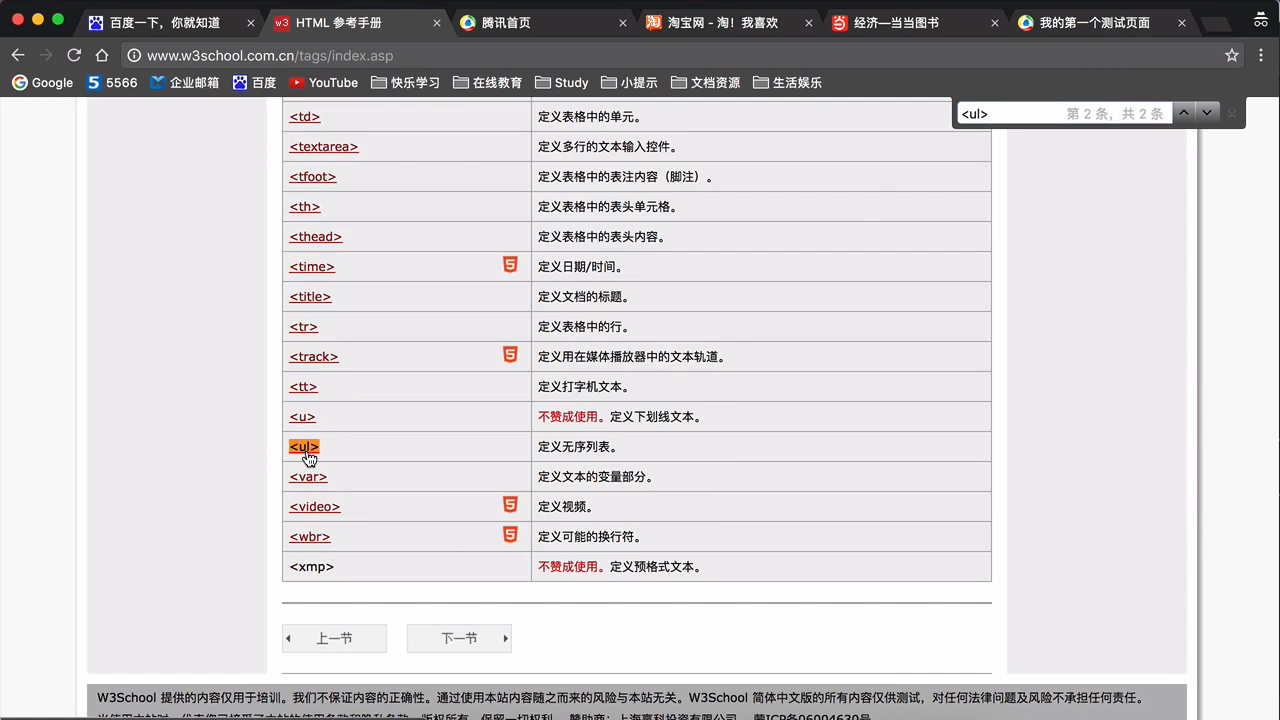 百度一下，你就知道
HTML 参考手册
腾讯首页
淘宝网 - 淘！我喜欢
经济—当当图书
我的第一个测试页面
www.w3school.com.cn/tags/index.asp
Google
5566
企业邮箱
百度
YouTube
快乐学习
在线教育
Study
小提示
文档资源
生活娱乐
<ul> 第 2 条，共 2 条
<td> 定义表格中的单元。
<textarea> 定义多行的文本输入控件。
<tfoot> 定义表格中的表注内容（脚注）。
<th> 定义表格中的表头单元格。
<thead> 定义表格中的表头内容。
<time> 定义日期/时间。
<title> 定义文档的标题。
<tr> 定义表格中的行。
<track> 定义用在媒体播放器中的文本轨道。
<tt> 定义打字机文本。
<u> 不赞成使用。定义下划线文本。
<ul> 定义无序列表。
<var> 定义文本的变量部分。
<video> 定义视频。
<wbr> 定义可能的换行符。
<xmp> 不赞成使用。定义预格式文本。
上一节
下一节
W3School 提供的内容仅用于培训。我们不保证内容的正确性。通过使用本站内容随之而来的风险与本站无关。W3School 简体中文版的所有内容仅供测试，对任何法律问题及风险不承担任何责任。